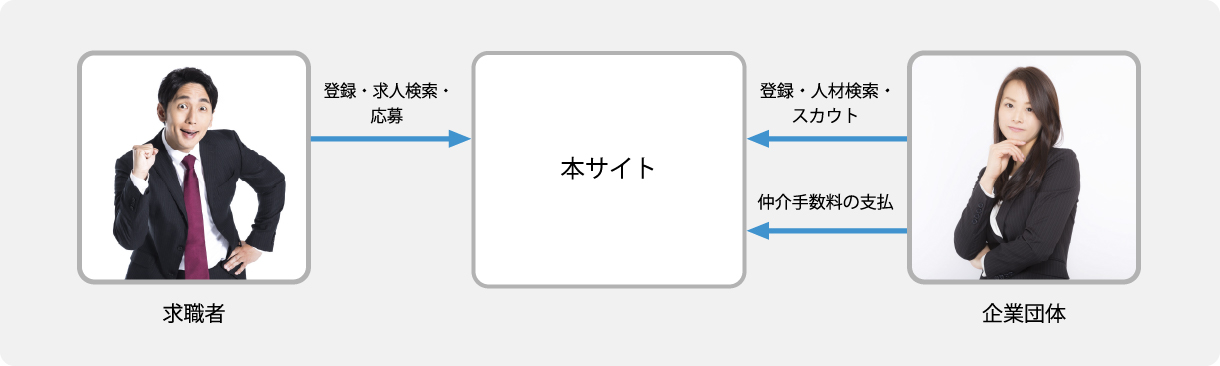 登録・求人検索・
応募
登録・人材検索・
スカウト
本サイト
仲介手数料の支払
求職者
企業団体